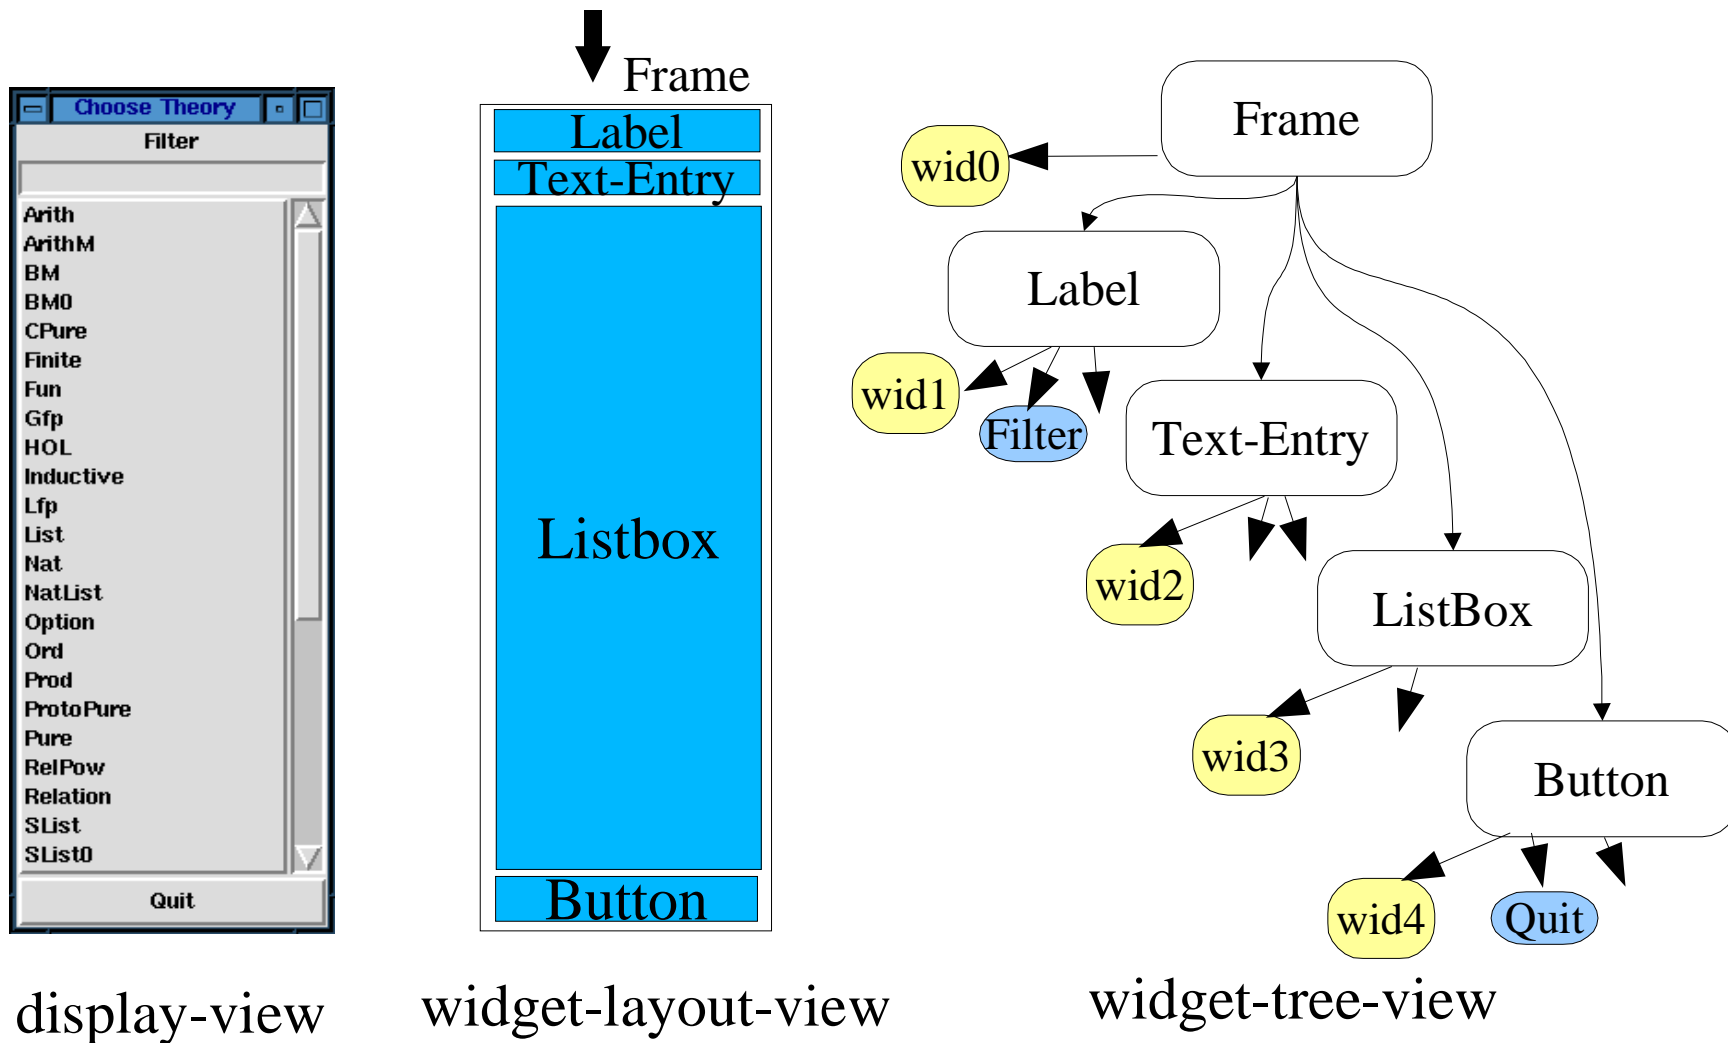 Choose Theory
Filter
Arith
ArithM
BM
BM0
CPure
Finite
Fun
Gfp
HOL
Inductive
Lfp
List
Nat
NatList
Option
Ord
Prod
ProtoPure
Pure
RelPow
Relation
SList
SList0
Quit
display-view
Frame
Label
Text-Entry
Listbox
Button
widget-layout-view
Frame
wid0
Label
wid1
Filter
Text-Entry
wid2
ListBox
wid3
Button
wid4
Quit
widget-tree-view